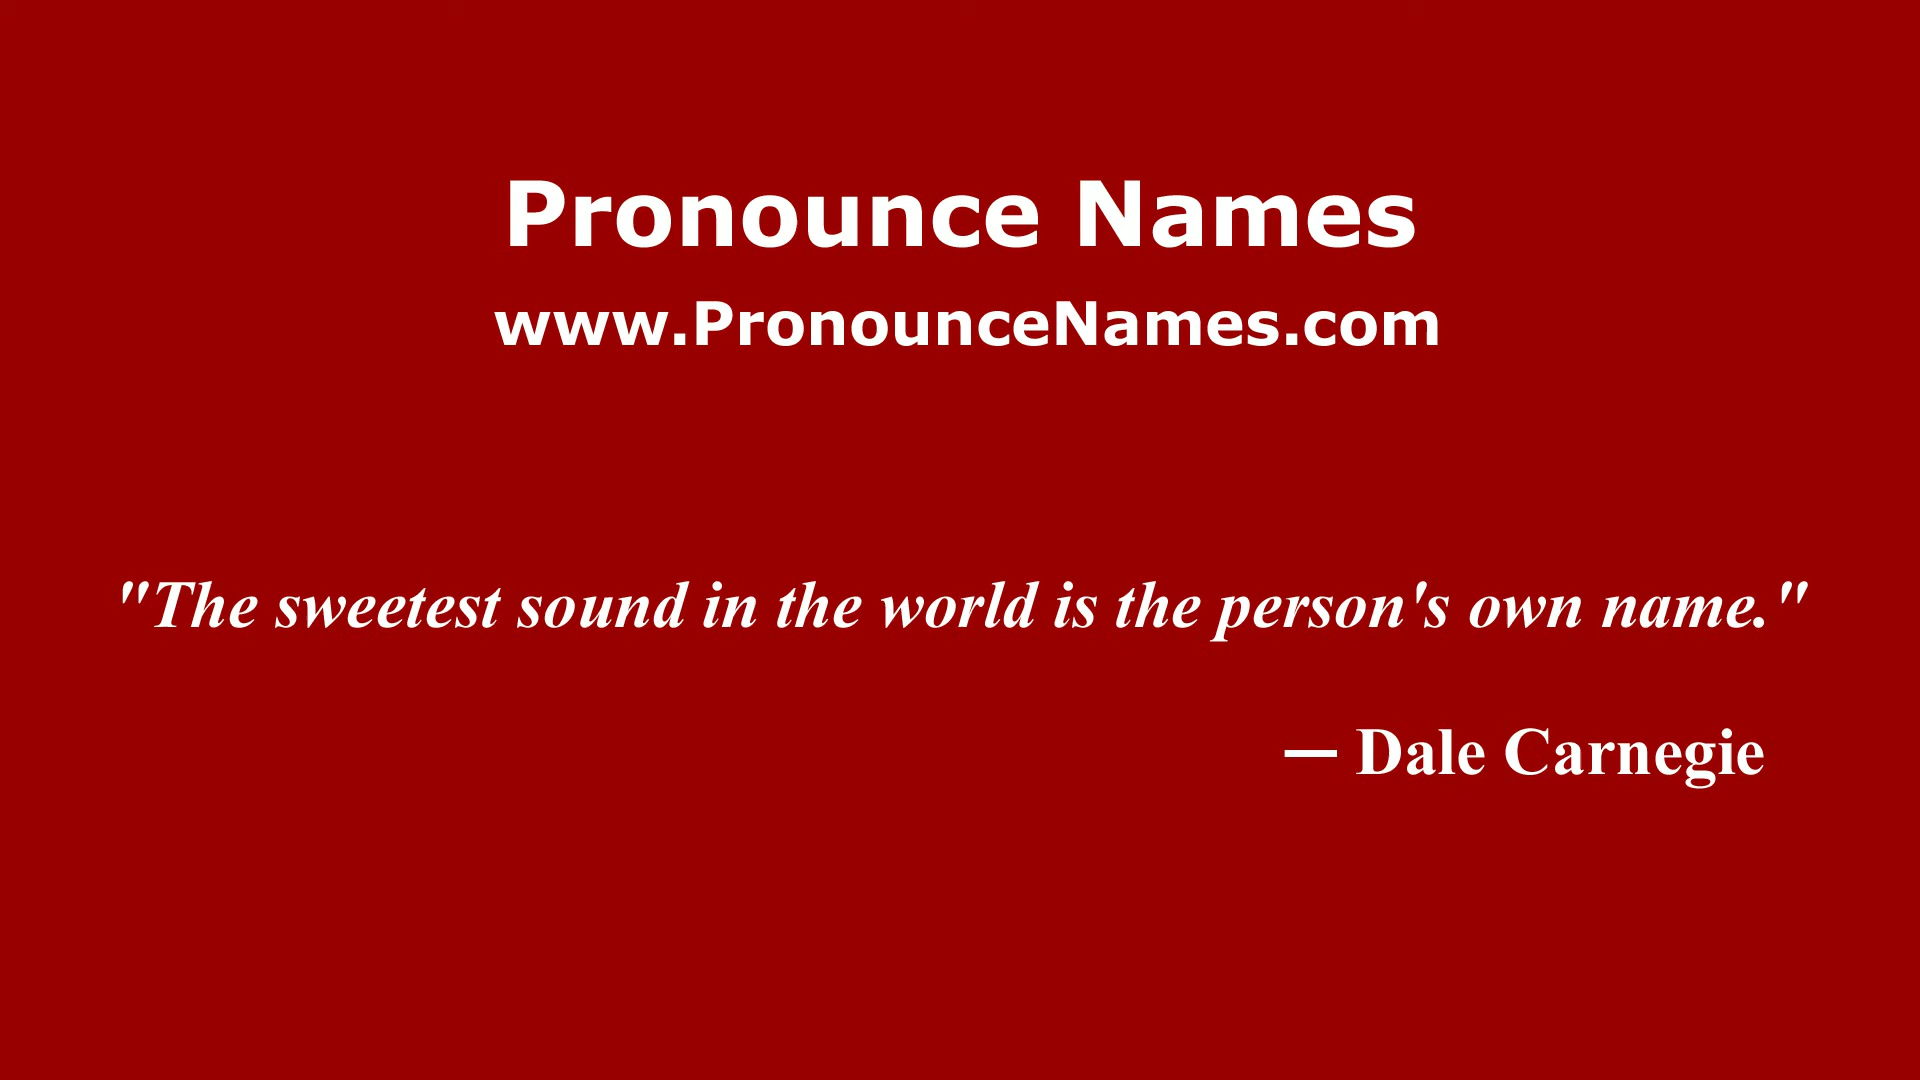 Pronounce Names
www.PronounceNames.com
"The sweetest sound in the world is the person's own name."
— Dale Carnegie